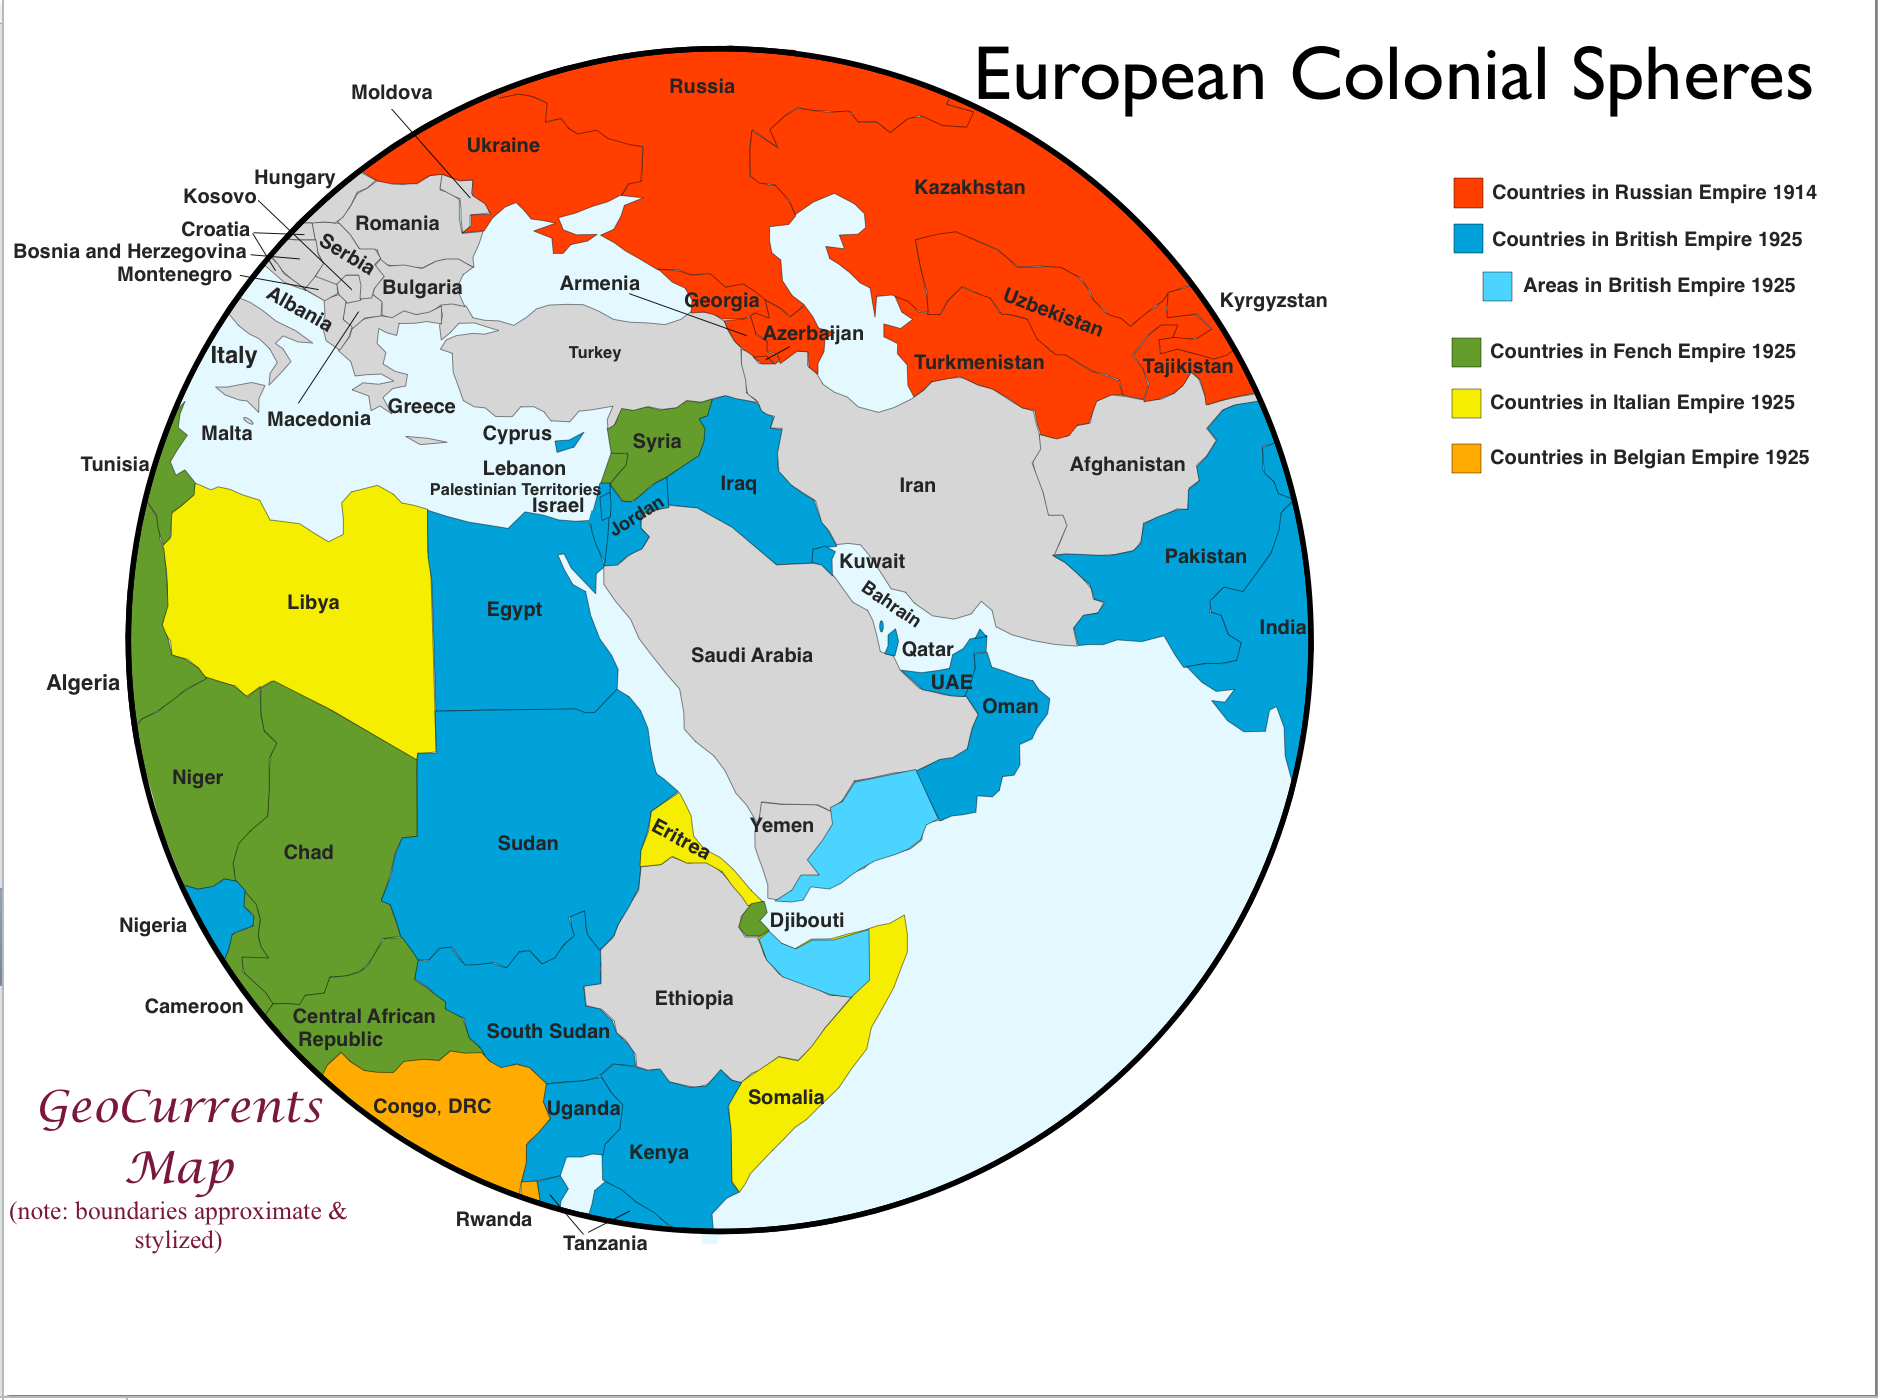 European Colonial Spheres
Countries in Russian Empire 1914
Countries in British Empire 1925
Areas in British Empire 1925
Countries in Fench Empire 1925
Countries in Italian Empire 1925
Countries in Belgian Empire 1925
Russia
Moldova
Ukraine
Hungary
Kosovo
Kazakhstan
Croatia
Romania
Bosnia and Herzegovina
Serbia
Montenegro
Armenia
Bulgaria
Georgia
Kyrgyzstan
Albania
Uzbekistan
Azerbaijan
Italy
Turkey
Turkmenistan
Tajikistan
Macedonia
Greece
Malta
Cyprus
Syria
Tunisia
Lebanon
Afghanistan
Palestinian Territories
Iraq
Iran
Israel
Jordan
Pakistan
Kuwait
Bahrain
Libya
Egypt
India
Qatar
Saudi Arabia
Algeria
UAE
Oman
Niger
Yemen
Eritrea
Sudan
Chad
Nigeria
Djibouti
Cameroon
Ethiopia
Central African
Republic
South Sudan
Somalia
Congo, DRC
Uganda
Kenya
Rwanda
Tanzania
GeoCurrents
Map
(note: boundaries approximate &
stylized)